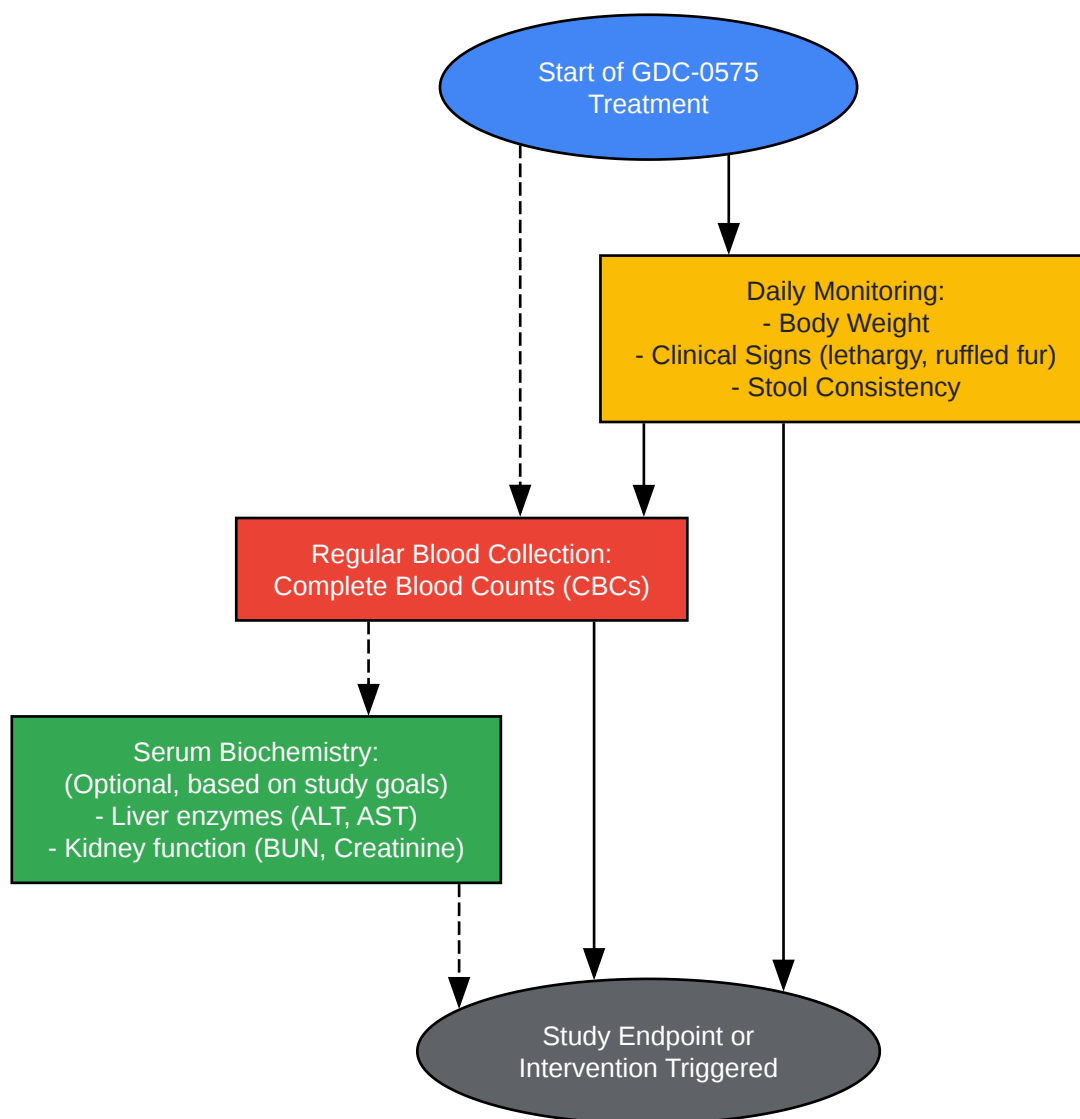 Start of GDC-0575
Treatment
Daily Monitoring:
- Body Weight
- Clinical Signs (lethargy, ruffled fur)
- Stool Consistency
Regular Blood Collection:
Complete Blood Counts (CBCs)
Serum Biochemistry:
(Optional, based on study goals)
- Liver enzymes (ALT, AST)
- Kidney function (BUN, Creatinine)
Study Endpoint or
Intervention Triggered